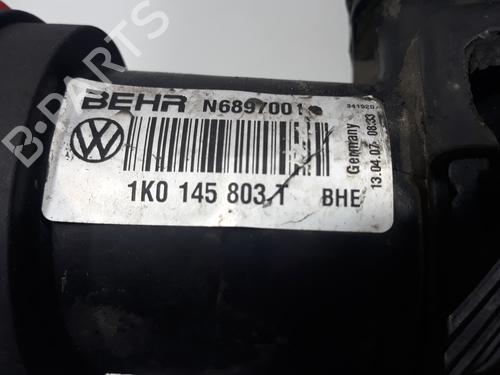 BEHR N6897001
341920
1K0 145 803 T BHE
Germany
13.04.07 08:33
B-PARTS